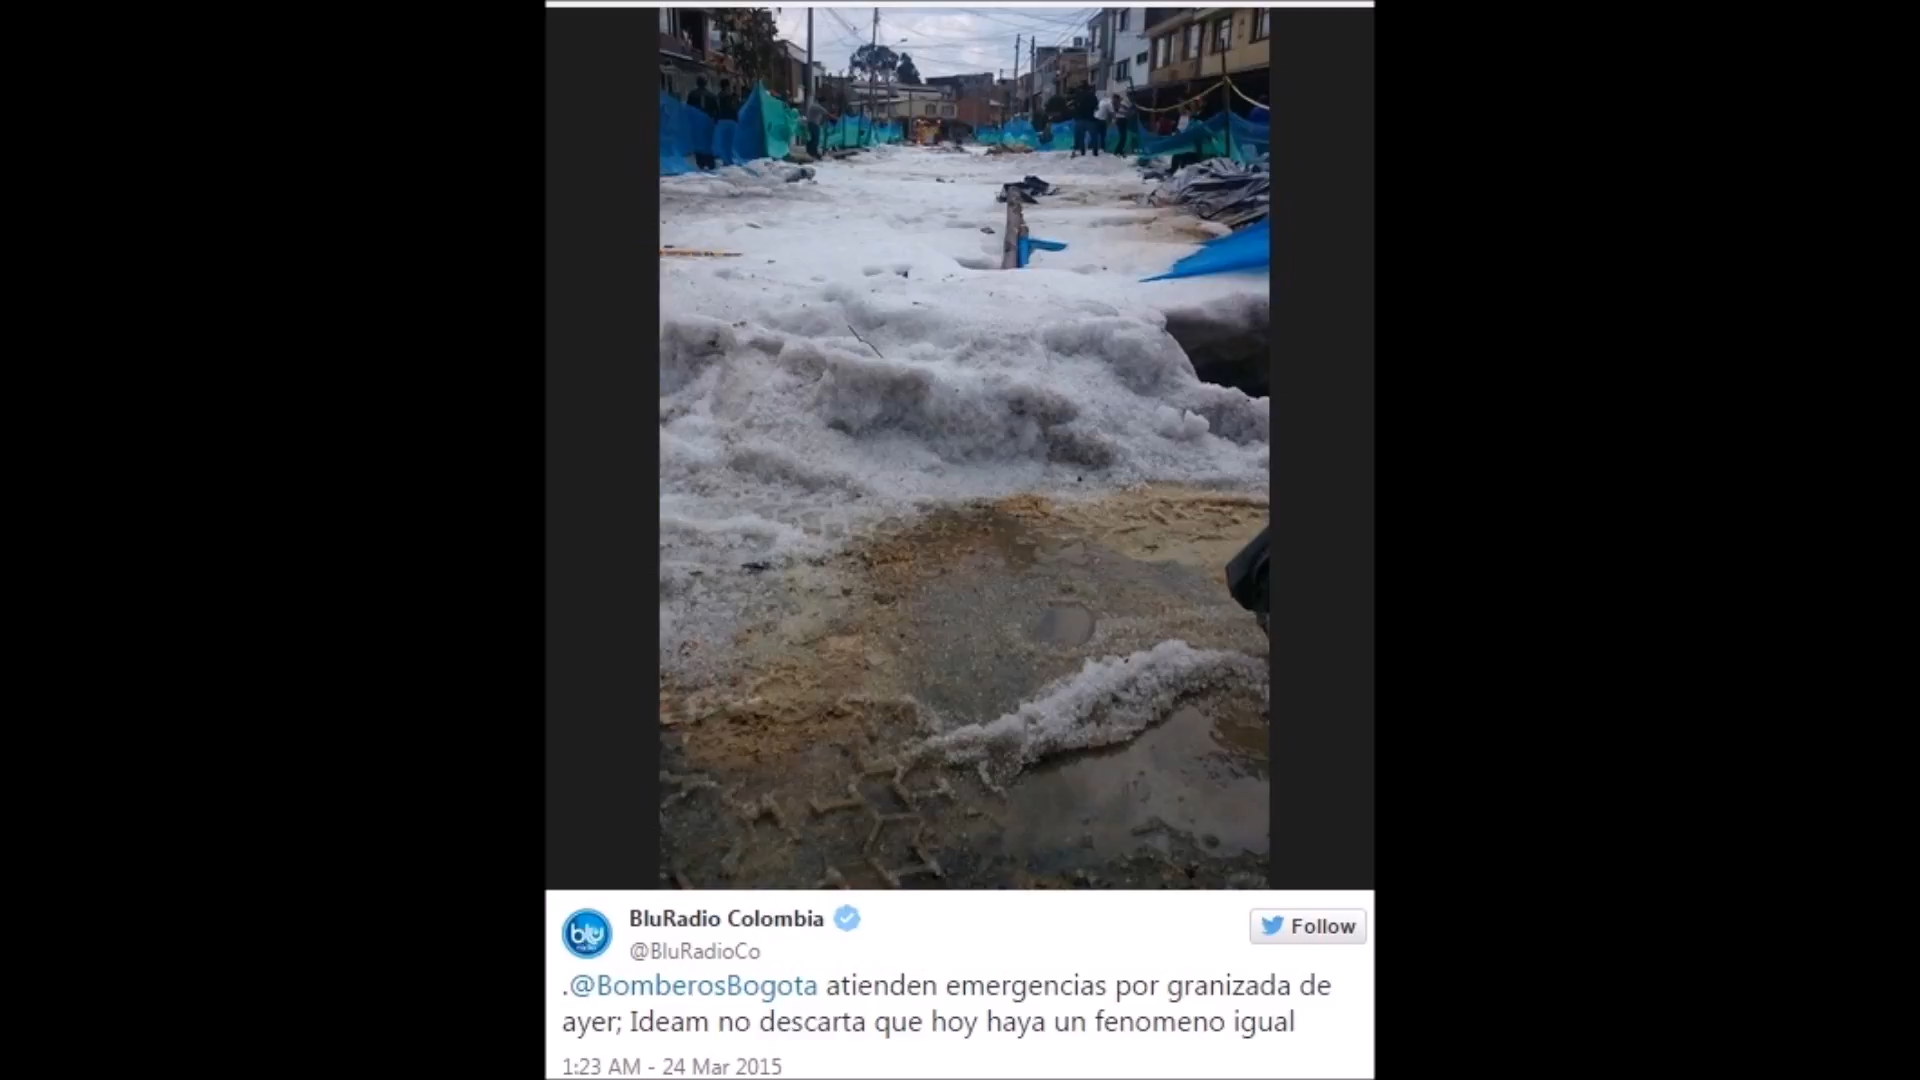 blu
BluRadio Colombia
Follow
@BluRadioCo
.@BomberosBogota atienden emergencias por granizada de
ayer; Ideam no descarta que hoy haya un fenomeno igual
1:23 AM - 24 Mar 2015